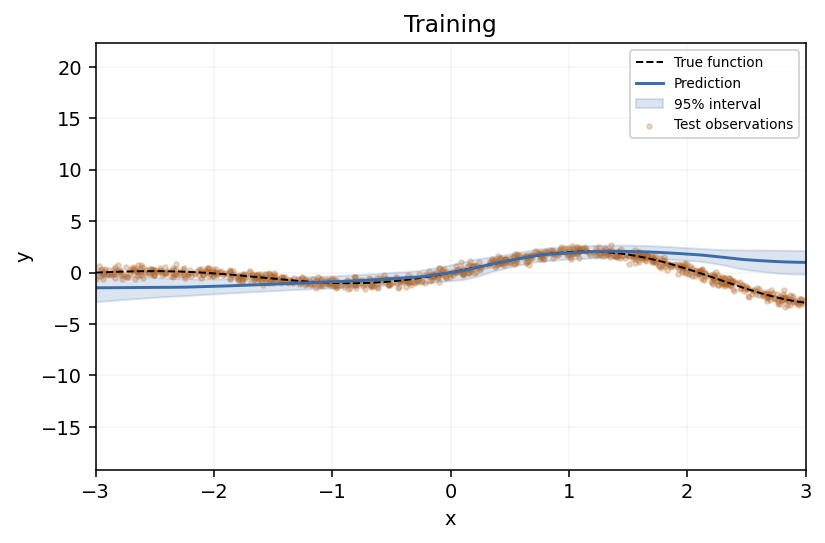 Training
True function
Prediction
95% interval
Test observations
y
20
15
10
5
0
−5
−10
−15
−3 −2 −1 0 1 2 3
x